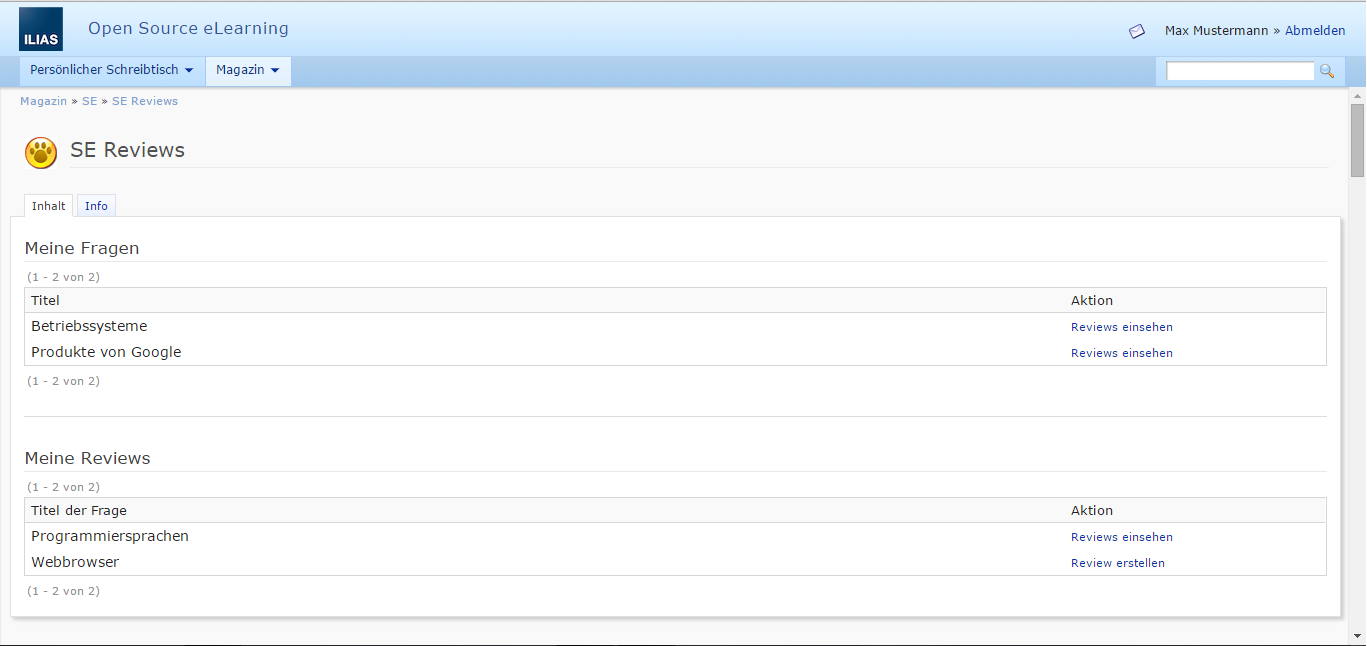 ILIAS
Open Source eLearning
Max Mustermann » Abmelden
Persönlicher Schreibtisch
Magazin
Magazin » SE » SE Reviews
SE Reviews
Inhalt
Info
Meine Fragen
(1 - 2 von 2)
Titel Aktion
Betriebssysteme Reviews einsehen
Produkte von Google Reviews einsehen
(1 - 2 von 2)
Meine Reviews
(1 - 2 von 2)
Titel der Frage Aktion
Programmiersprachen Reviews einsehen
Webbrowser Review erstellen
(1 - 2 von 2)